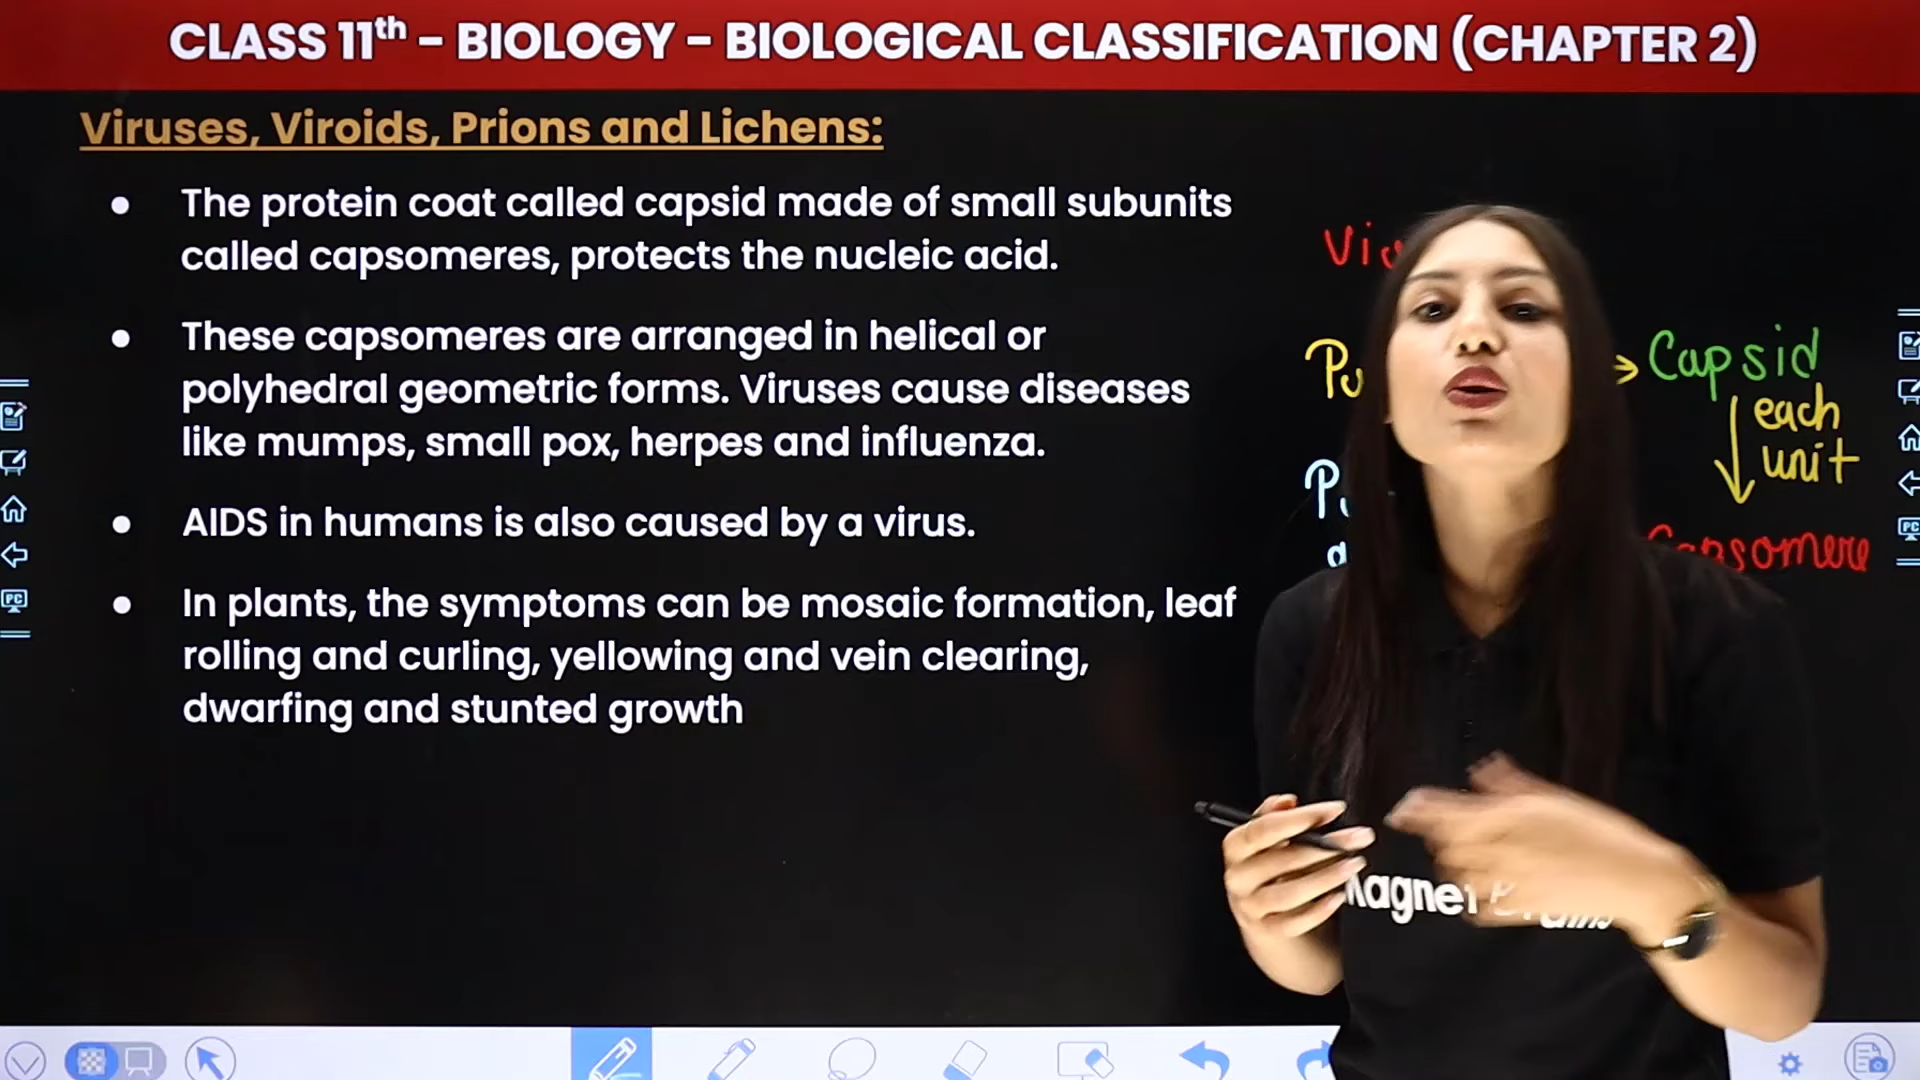 CLASS 11th - BIOLOGY - BIOLOGICAL CLASSIFICATION (CHAPTER 2)
Viruses, Viroids, Prions and Lichens:
• The protein coat called capsid made of small subunits
called capsomeres, protects the nucleic acid.
• These capsomeres are arranged in helical or
polyhedral geometric forms. Viruses cause diseases
like mumps, small pox, herpes and influenza.
• AIDS in humans is also caused by a virus.
• In plants, the symptoms can be mosaic formation, leaf
rolling and curling, yellowing and vein clearing,
dwarfing and stunted growth
→ Capsid
each
unit
Capsomere
PC
PC